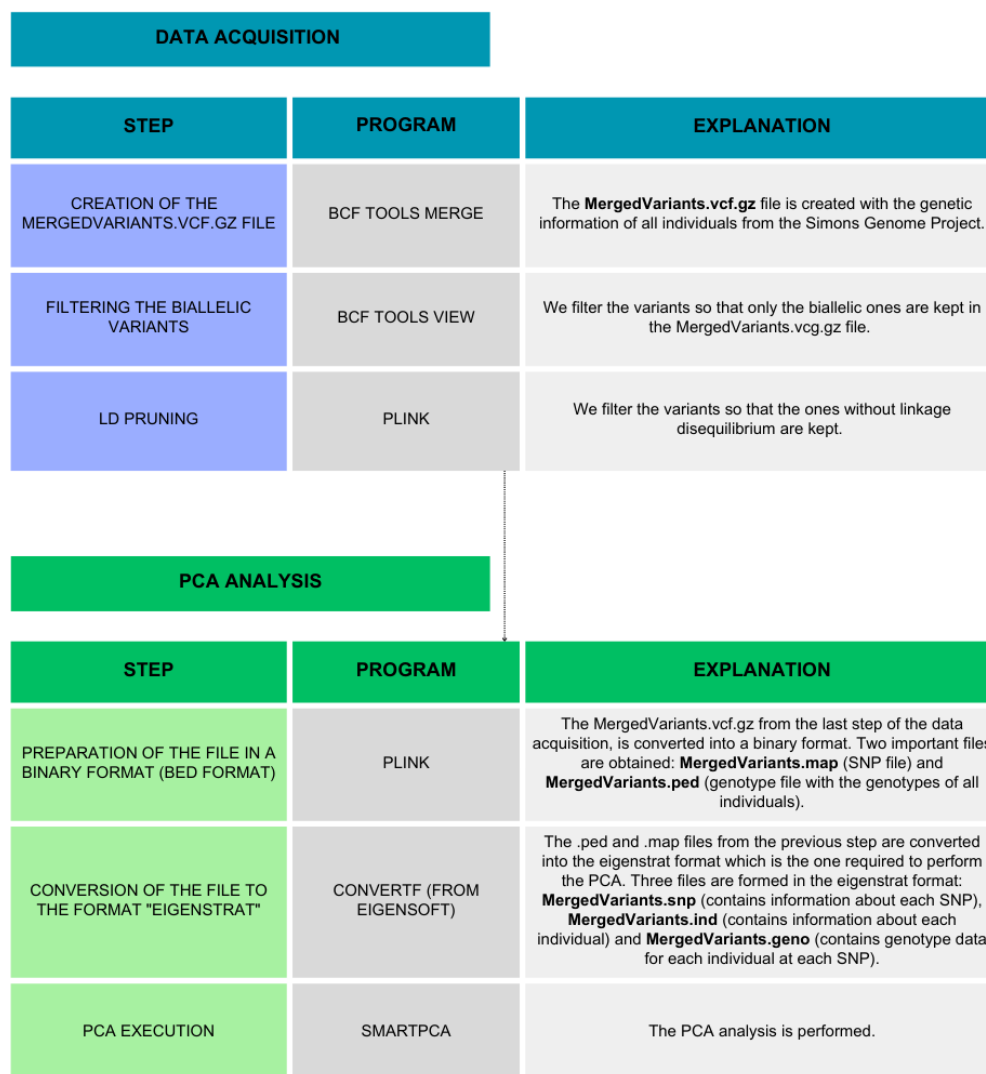 DATA ACQUISITION
STEP
PROGRAM
EXPLANATION
CREATION OF THE
MERGEDVARIANTS.VCF.GZ FILE
BCF TOOLS MERGE
The MergedVariants.vcf.gz file is created with the genetic
information of all individuals from the Simons Genome Project.
FILTERING THE BIALLELIC
VARIANTS
BCF TOOLS VIEW
We filter the variants so that only the biallelic ones are kept in
the MergedVariants.vcg.gz file.
LD PRUNING
PLINK
We filter the variants so that the ones without linkage
disequilibrium are kept.
PCA ANALYSIS
STEP
PROGRAM
EXPLANATION
PREPARATION OF THE FILE IN A
BINARY FORMAT (BED FORMAT)
PLINK
The MergedVariants.vcf.gz from the last step of the data
acquisition, is converted into a binary format. Two important files
are obtained: MergedVariants.map (SNP file) and
MergedVariants.ped (genotype file with the genotypes of all
individuals).
CONVERSION OF THE FILE TO
THE FORMAT "EIGENSTRAT"
CONVERTF (FROM
EIGENSOFT)
The .ped and .map files from the previous step are converted
into the eigenstrat format which is the one required to perform
the PCA. Three files are formed in the eigenstrat format:
MergedVariants.snp (contains information about each SNP),
MergedVariants.ind (contains information about each
individual) and MergedVariants.geno (contains genotype data
for each individual at each SNP).
PCA EXECUTION
SMARTPCA
The PCA analysis is performed.